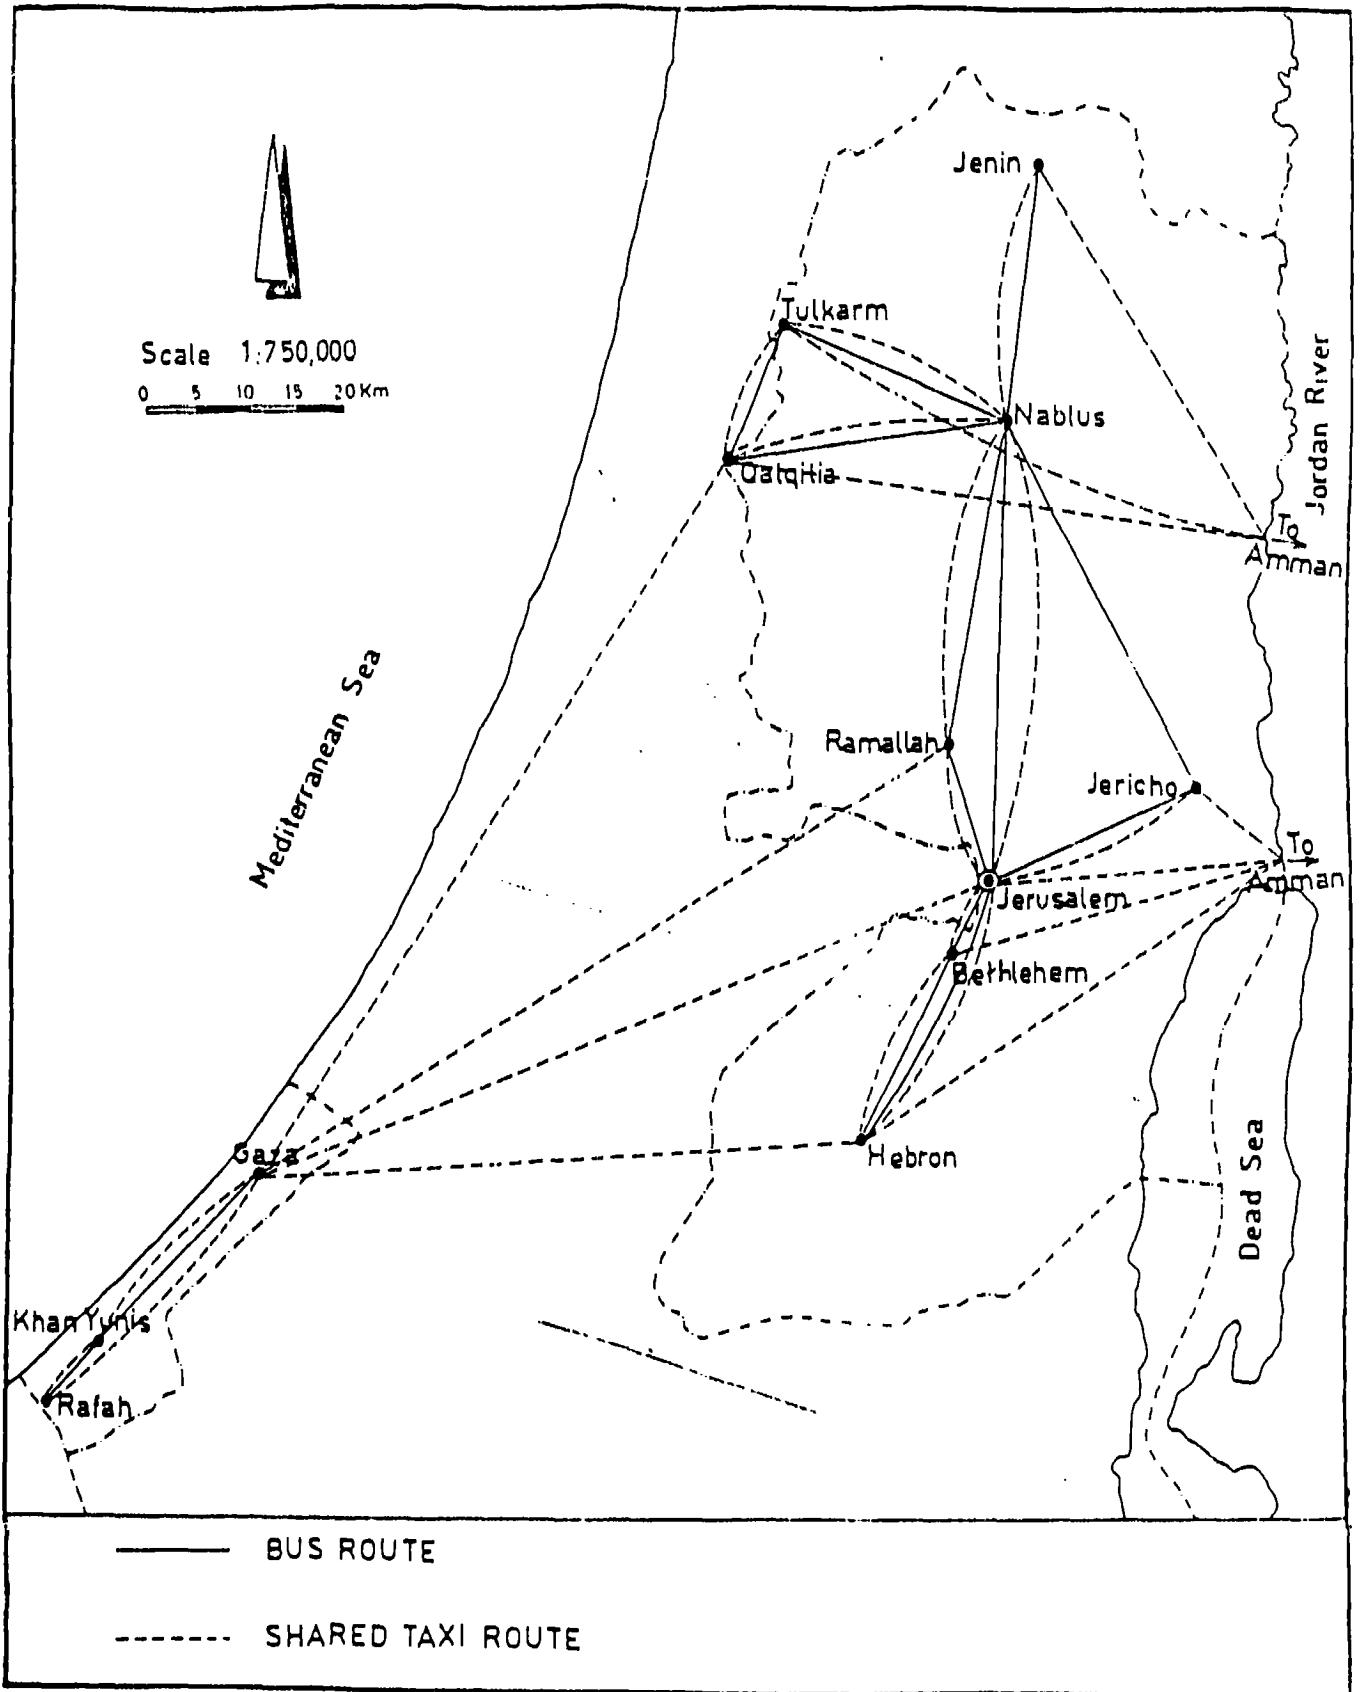 Jenin
Tulkarm
Scale 1:750,000
0 5 10 15 20 Km
Nablus
Qalqilia
Jordan River
To
Amman
Mediterranean Sea
Ramallah
Jericho
To
Amman
Jerusalem
Bethlehem
Gaza
Hebron
Dead Sea
Khan Yunis
Rafah
BUS ROUTE
SHARED TAXI ROUTE